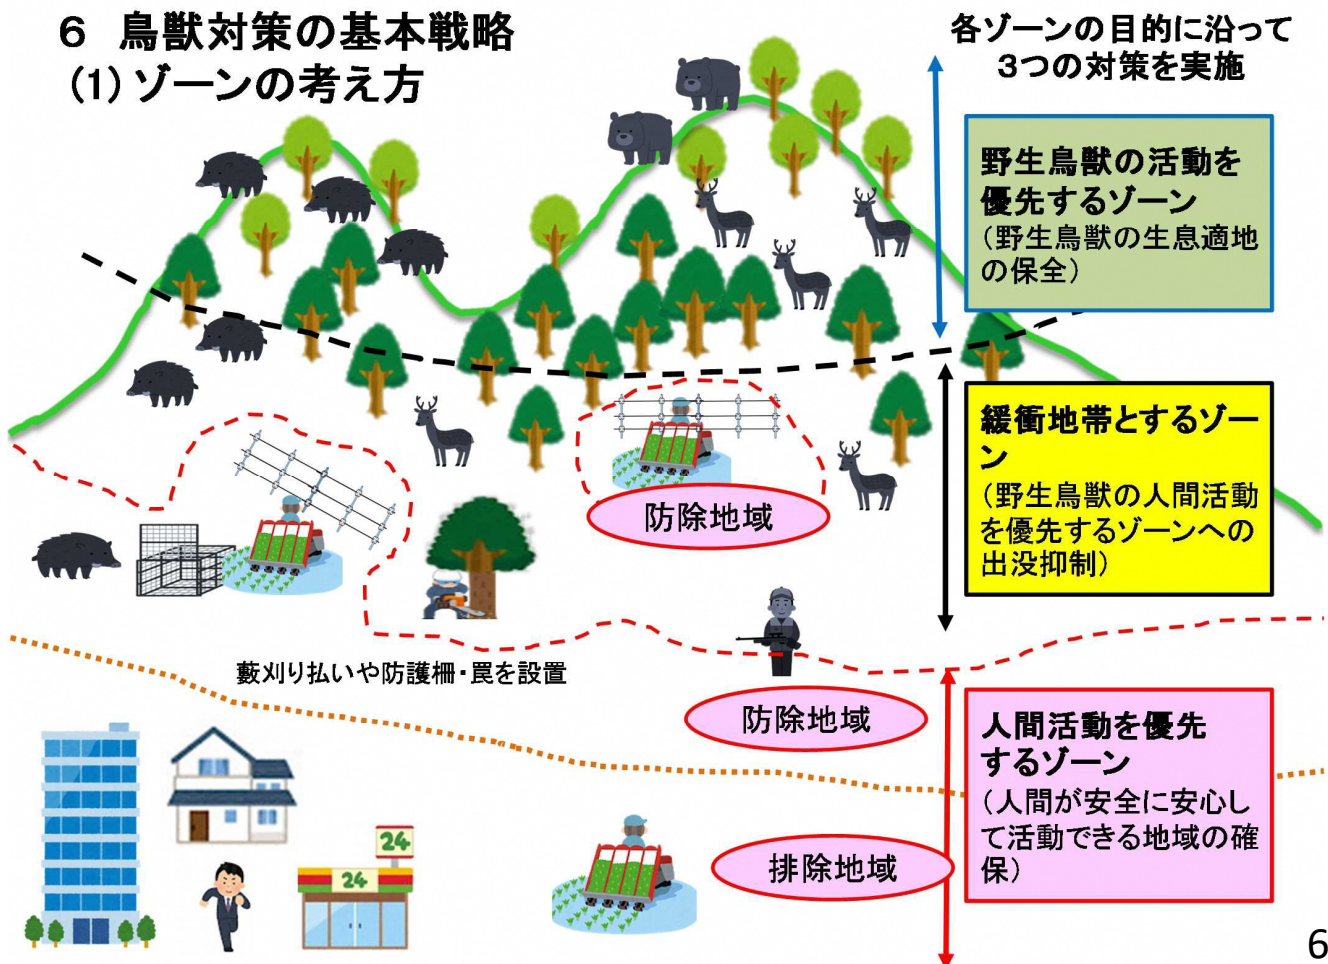 6 鳥獣対策の基本戦略
(1)ゾーンの考え方
各ゾーンの目的に沿って
3つの対策を実施
野生鳥獣の活動を
優先するゾーン
（野生鳥獣の生息適地
の保全）
緩衝地帯とするゾー
ン
（野生鳥獣の人間活動
を優先するゾーンへの
出没抑制）
防除地域
藪刈り払いや防護柵・罠を設置
防除地域
人間活動を優先
するゾーン
（人間が安全に安心し
て活動できる地域の確
保）
排除地域
24
24
6